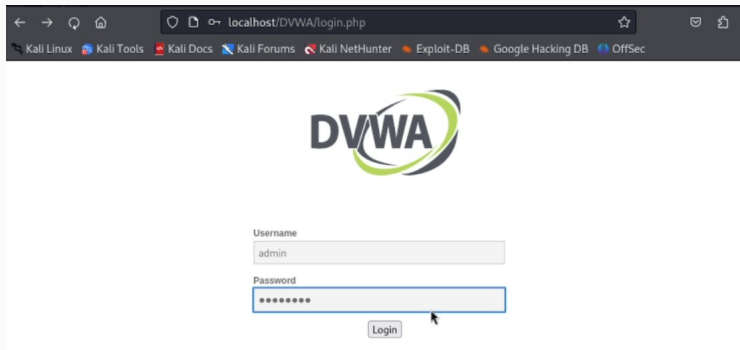 localhost/DVWA/login.php
Kali Linux Kali Tools Kali Docs Kali Forums Kali NetHunter Exploit-DB Google Hacking DB OffSec
DVWA
Username
admin
Password
••••••••
Login